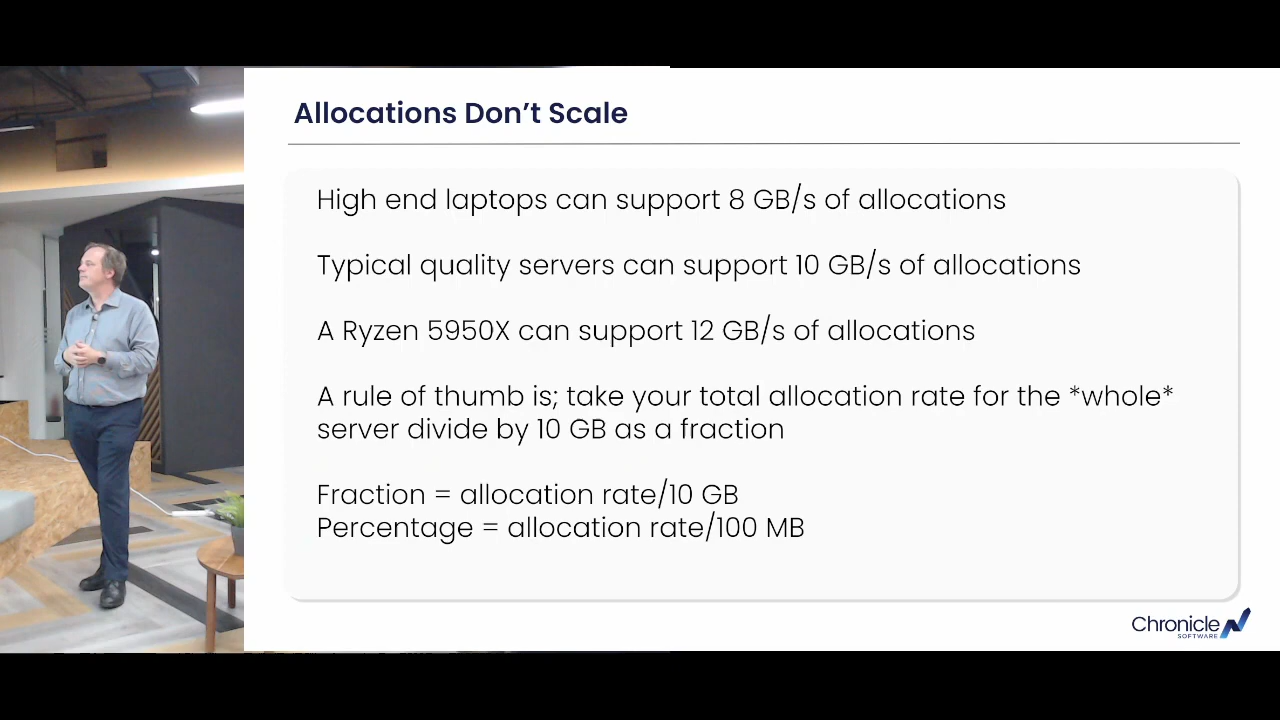 Allocations Don’t Scale
High end laptops can support 8 GB/s of allocations
Typical quality servers can support 10 GB/s of allocations
A Ryzen 5950X can support 12 GB/s of allocations
A rule of thumb is; take your total allocation rate for the *whole*
server divide by 10 GB as a fraction
Fraction = allocation rate/10 GB
Percentage = allocation rate/100 MB
Chronicle
SOFTWARE